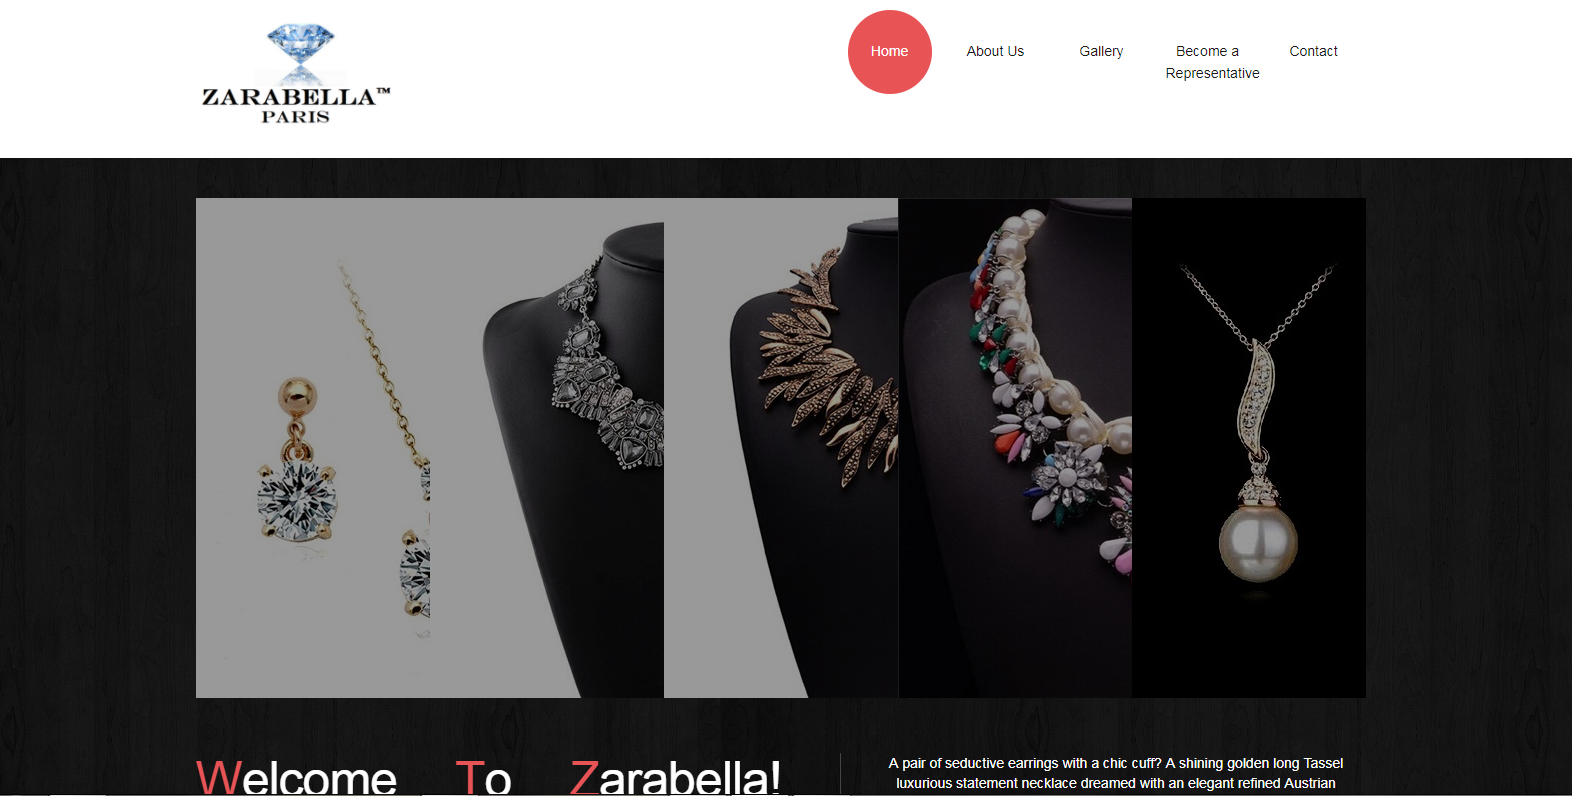 ZARABELLA™
PARIS
Home
About Us
Gallery
Become a
Representative
Contact
Welcome To Zarabella!
A pair of seductive earrings with a chic cuff? A shining golden long Tassel
luxurious statement necklace dreamed with an elegant refined Austrian